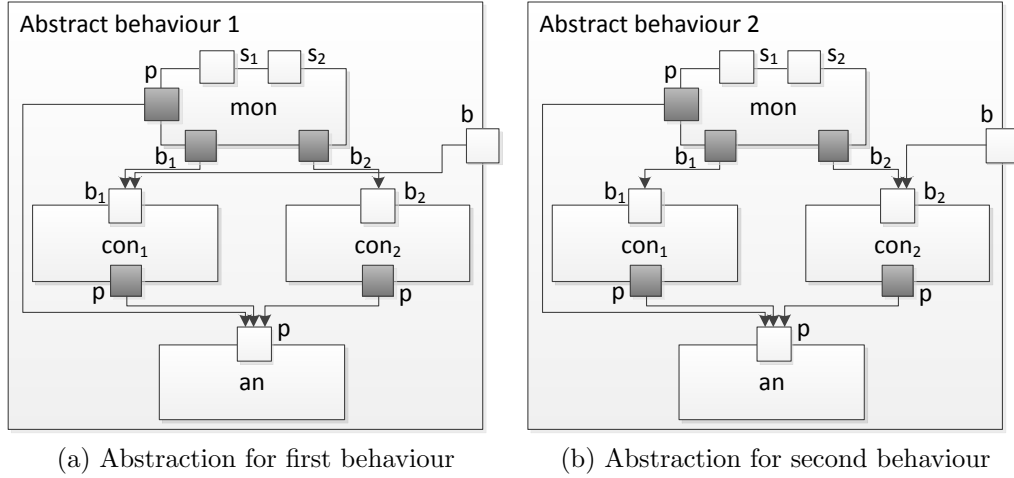 Abstract behaviour 1
s₁ s₂
p
mon
b
b₁ b₂
b₁ b₂
con₁ con₂
p p
p
an
(a) Abstraction for first behaviour
Abstract behaviour 2
s₁ s₂
p
mon
b
b₁ b₂
b₁ b₂
con₁ con₂
p p
p
an
(b) Abstraction for second behaviour